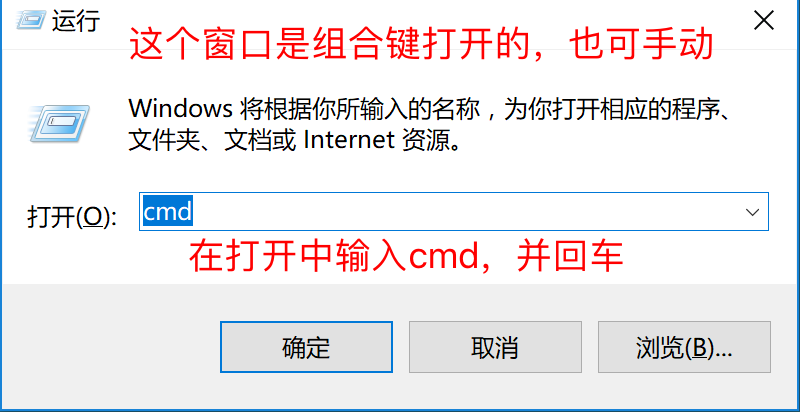 运行
这个窗口是组合键打开的，也可手动
Windows 将根据你所输入的名称，为你打开相应的程序、
文件夹、文档或 Internet 资源。
打开(O): cmd
在打开中输入cmd，并回车
确定 取消 浏览(B)...